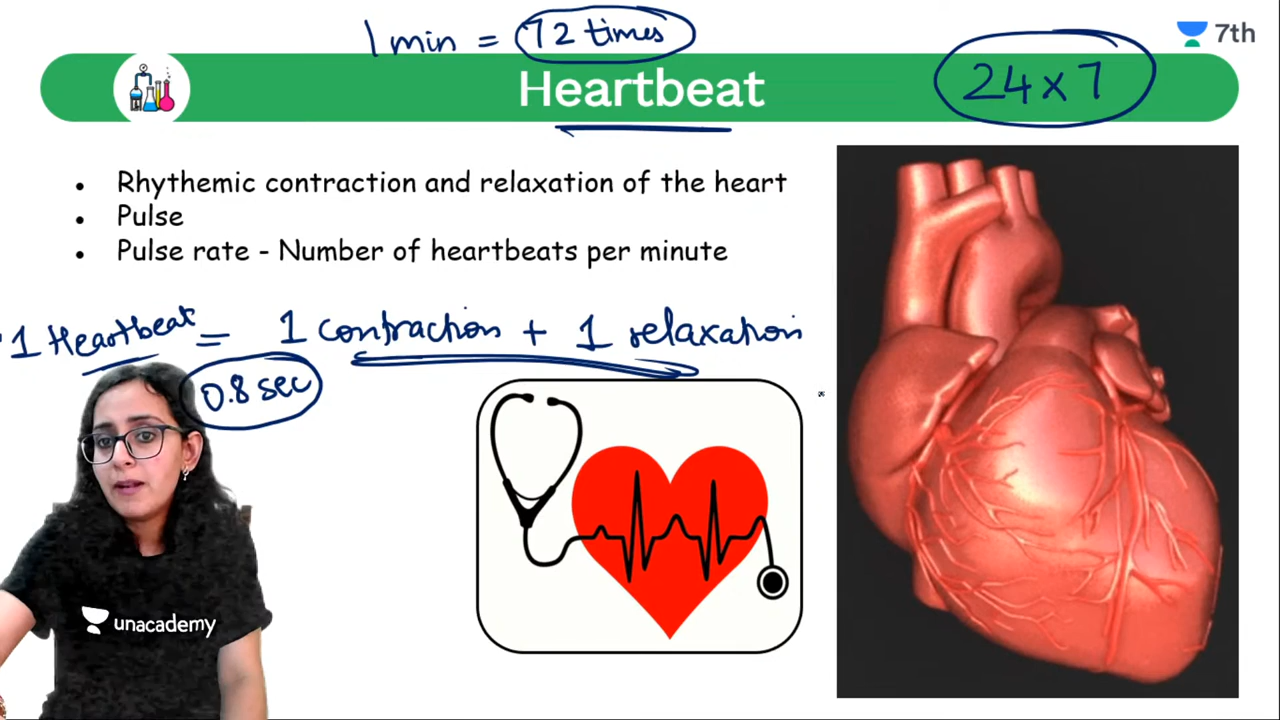 1 min = 72 times
7th
Heartbeat
24 x 7
• Rhythemic contraction and relaxation of the heart
• Pulse
• Pulse rate - Number of heartbeats per minute
1 Heartbeat = 1 contraction + 1 relaxation
0.8 sec
unacademy